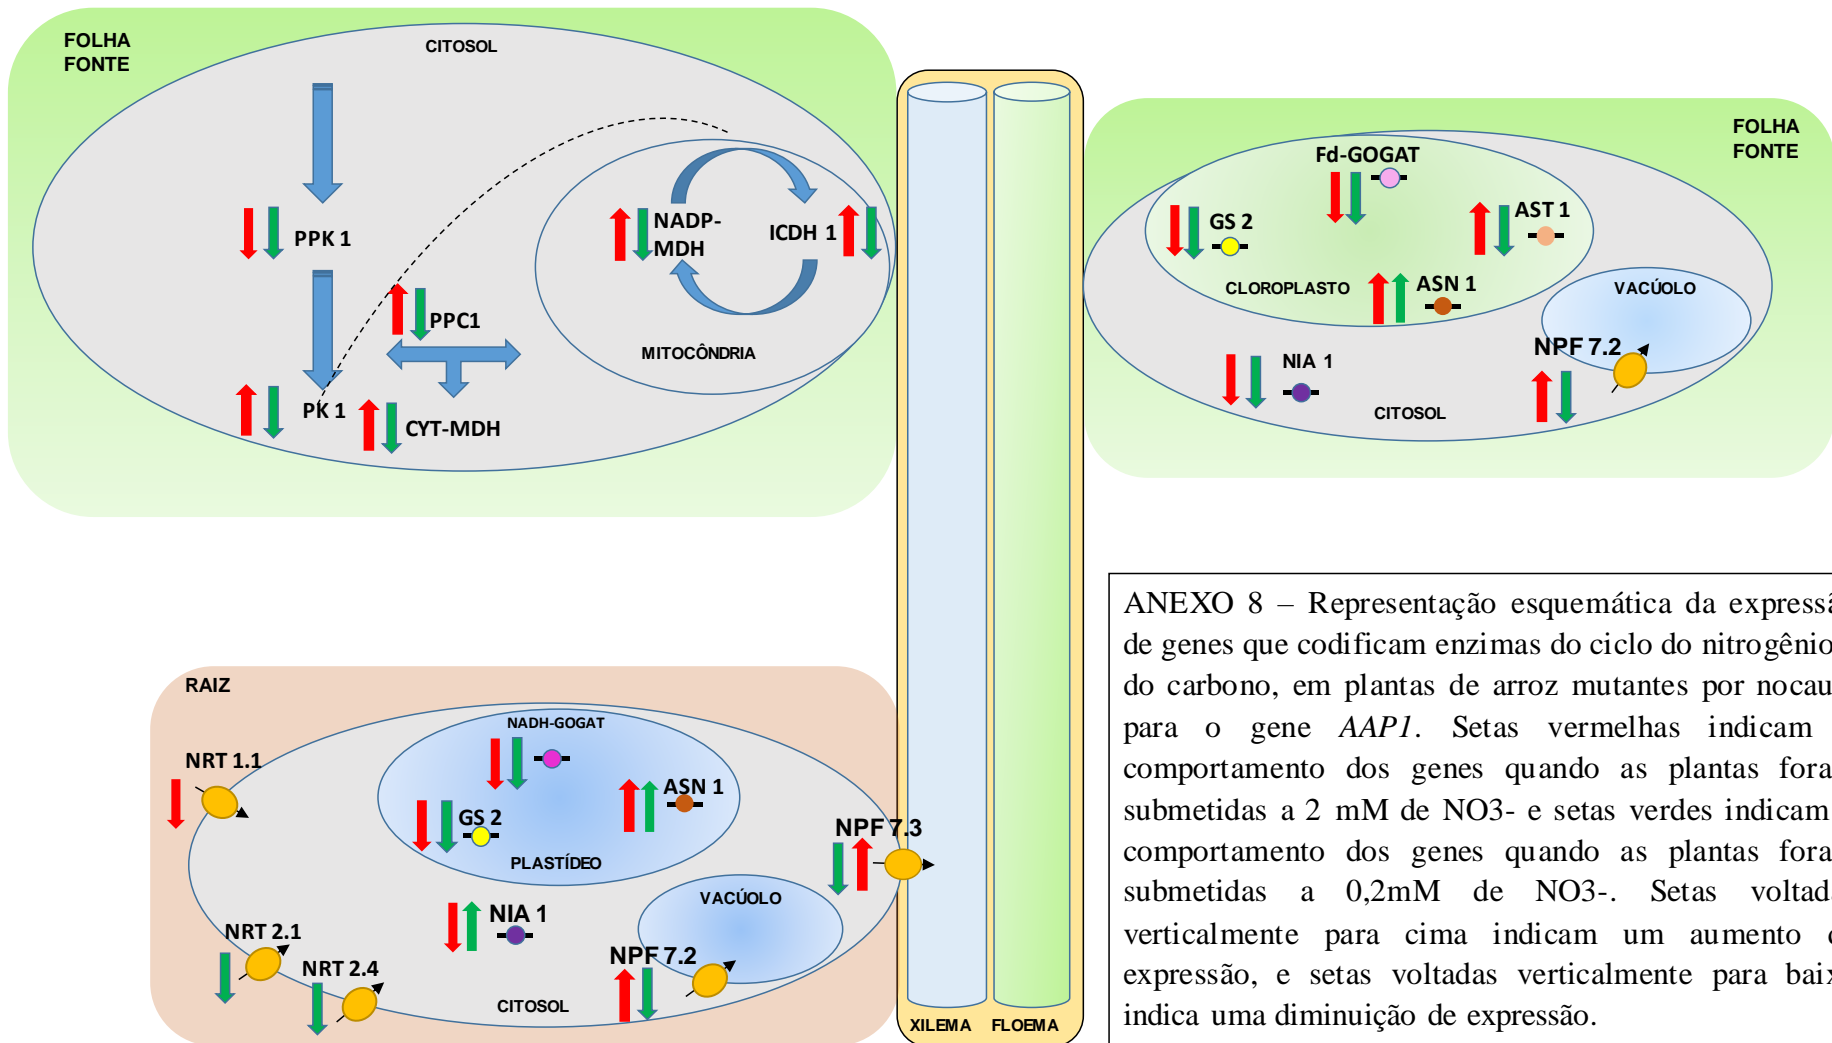 FOLHA
FONTE
CITOSOL
PPK 1
PPC1
PK 1
CYT-MDH
NADP-
MDH
ICDH 1
MITOCÔNDRIA
FOLHA
FONTE
Fd-GOGAT
GS 2
AST 1
CLOROPLASTO
ASN 1
VACÚOLO
NPF 7.2
NIA 1
CITOSOL
RAIZ
NADH-GOGAT
NRT 1.1
ASN 1
GS 2
PLASTÍDEO
NPF 7.3
VACÚOLO
NIA 1
NRT 2.1
NPF 7.2
NRT 2.4
CITOSOL
XILEMA FLOEMA
ANEXO 8 – Representação esquemática da
de genes que codificam enzimas do ciclo do nitrogênio
do carbono, em plantas de arroz mutantes por
para o gene AAP1. Setas vermelhas indicam
comportamento dos genes quando as plantas
submetidas a 2 mM de NO3- e setas verdes indicam
comportamento dos genes quando as plantas
submetidas a 0,2mM de NO3-. Setas
verticalmente para cima indicam um aumento
expressão, e setas voltadas verticalmente para
indica uma diminuição de expressão.